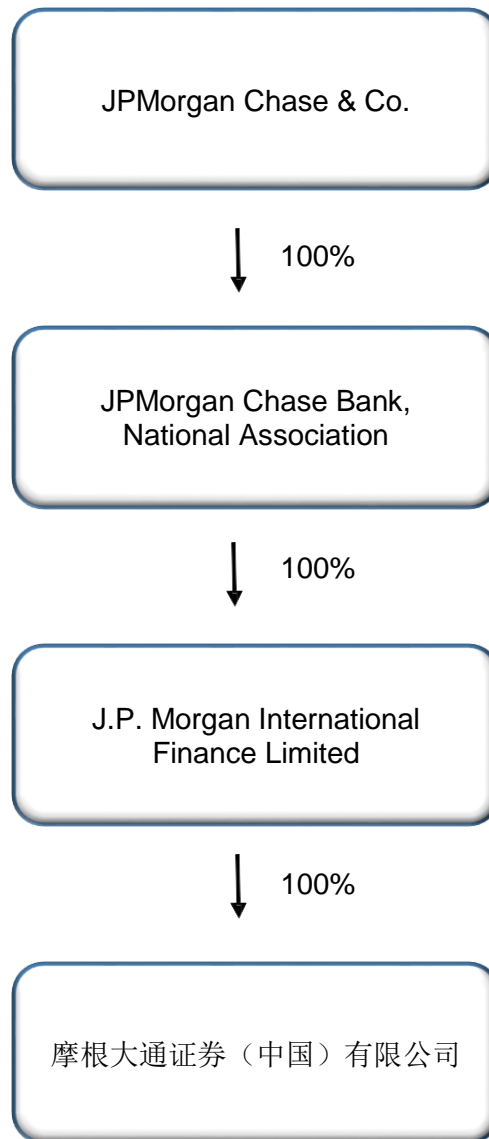 JPMorgan Chase & Co.
100%
JPMorgan Chase Bank,
National Association
100%
J.P. Morgan International
Finance Limited
100%
摩根大通证券（中国）有限公司